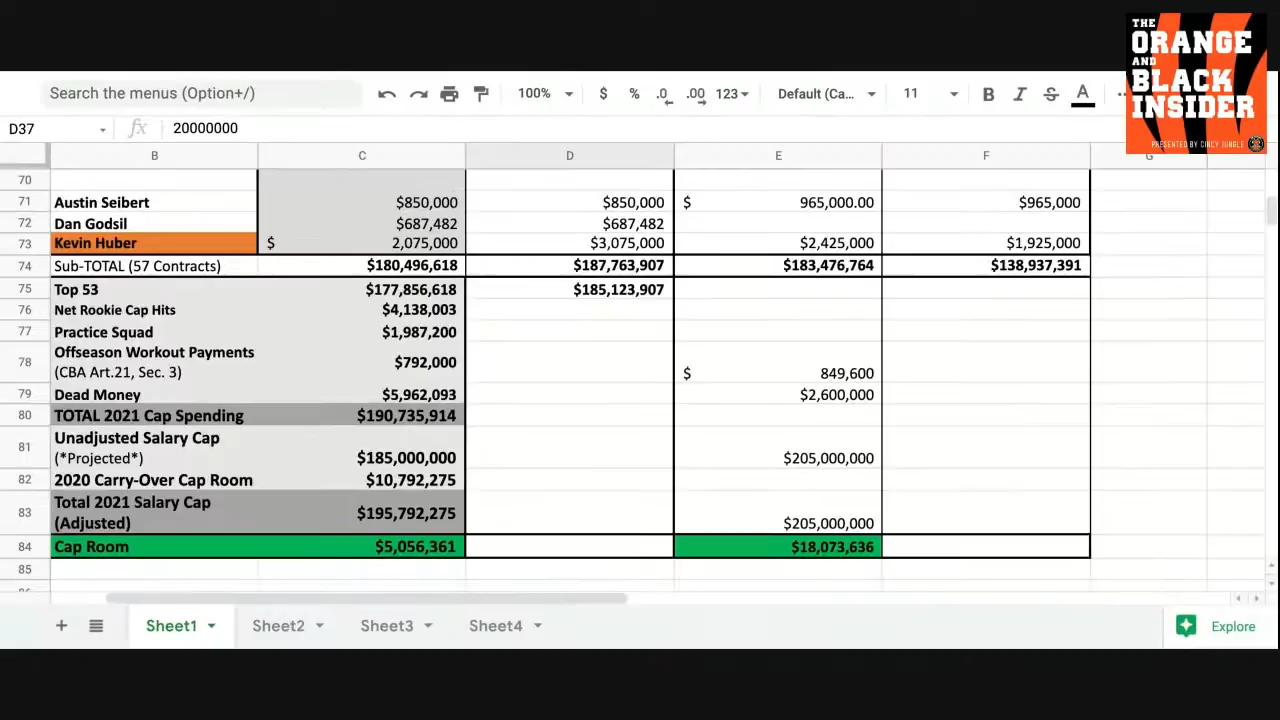 THE
ORANGE
AND
BLACK
INSIDER
PRESENTED BY CINCY JUNGLE
Search the menus (Option+/) 100% $ % .0 .00 123 Default (Ca... 11 B I S A
D37 fx 20000000
B C D E F G
70
71 Austin Seibert $850,000 $850,000 $ 965,000.00 $965,000
72 Dan Godsil $687,482 $687,482
73 Kevin Huber $ 2,075,000 $3,075,000 $2,425,000 $1,925,000
74 Sub-TOTAL (57 Contracts) $180,496,618 $187,763,907 $183,476,764 $138,937,391
75 Top 53 $177,856,618 $185,123,907
76 Net Rookie Cap Hits $4,138,003
77 Practice Squad $1,987,200
78 Offseason Workout Payments
(CBA Art.21, Sec. 3) $792,000 $ 849,600
79 Dead Money $5,962,093 $2,600,000
80 TOTAL 2021 Cap Spending $190,735,914
81 Unadjusted Salary Cap
(*Projected*) $185,000,000 $205,000,000
82 2020 Carry-Over Cap Room $10,792,275
83 Total 2021 Salary Cap
(Adjusted) $195,792,275 $205,000,000
84 Cap Room $5,056,361 $18,073,636
85
Sheet1 Sheet2 Sheet3 Sheet4 Explore